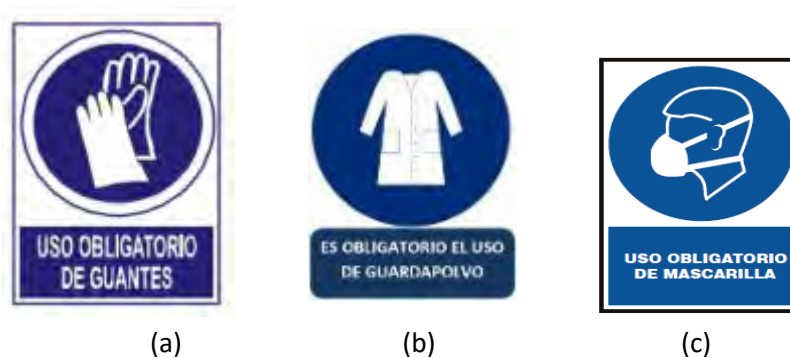 USO OBLIGATORIO
DE GUANTES
ES OBLIGATORIO EL USO
DE GUARDAPOLVO
USO OBLIGATORIO
DE MASCARILLA
(a)
(b)
(c)